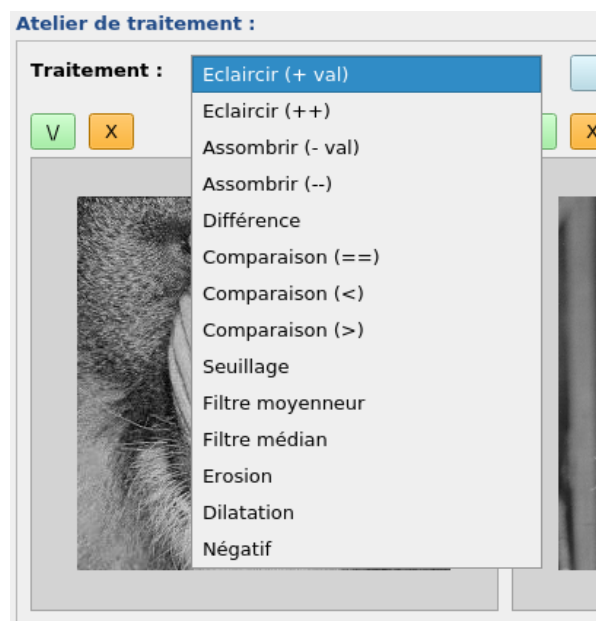 Atelier de traitement :
Traitement :
Eclaircir (+ val)
Eclaircir (++)
\/ X
Assombrir (- val)
X
Assombrir (--)
Différence
Comparaison (==)
Comparaison (<)
Comparaison (>)
Seuillage
Filtre moyenneur
Filtre médian
Erosion
Dilatation
Négatif